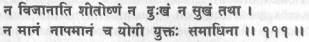 न विजानाति शीतोष्णं न दुःखं न सुखं तथा ।
न मानं नापमानं च योगी युक्तः समाधिना ॥ १११ ॥